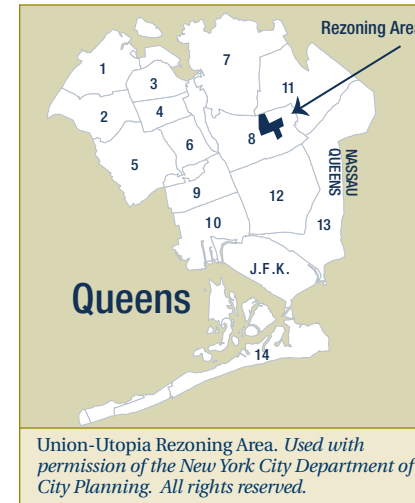 Rezoning Area
7
1
3
11
2
4
8
6
5
NASSAU
QUEENS
9
12
10
13
J.F.K.
Queens
14
Union-Utopia Rezoning Area. Used with
permission of the New York City Department of
City Planning. All rights reserved.